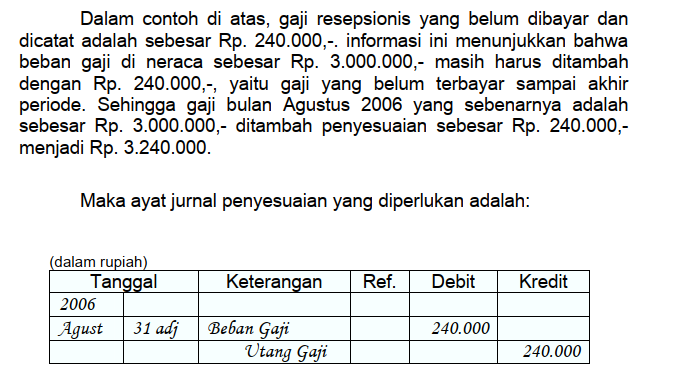 Dalam contoh di atas, gaji resepsionis yang belum dibayar dan
dicatat adalah sebesar Rp. 240.000,-. informasi ini menunjukkan bahwa
beban gaji di neraca sebesar Rp. 3.000.000,- masih harus ditambah
dengan Rp. 240.000,-, yaitu gaji yang belum terbayar sampai akhir
periode. Sehingga gaji bulan Agustus 2006 yang sebenarnya adalah
sebesar Rp. 3.000.000,- ditambah penyesuaian sebesar Rp. 240.000,-
menjadi Rp. 3.240.000.
Maka ayat jurnal penyesuaian yang diperlukan adalah:
(dalam rupiah)
Tanggal Keterangan Ref. Debit Kredit
2006
Agust 31 adj Beban Gaji 240.000
Utang Gaji 240.000